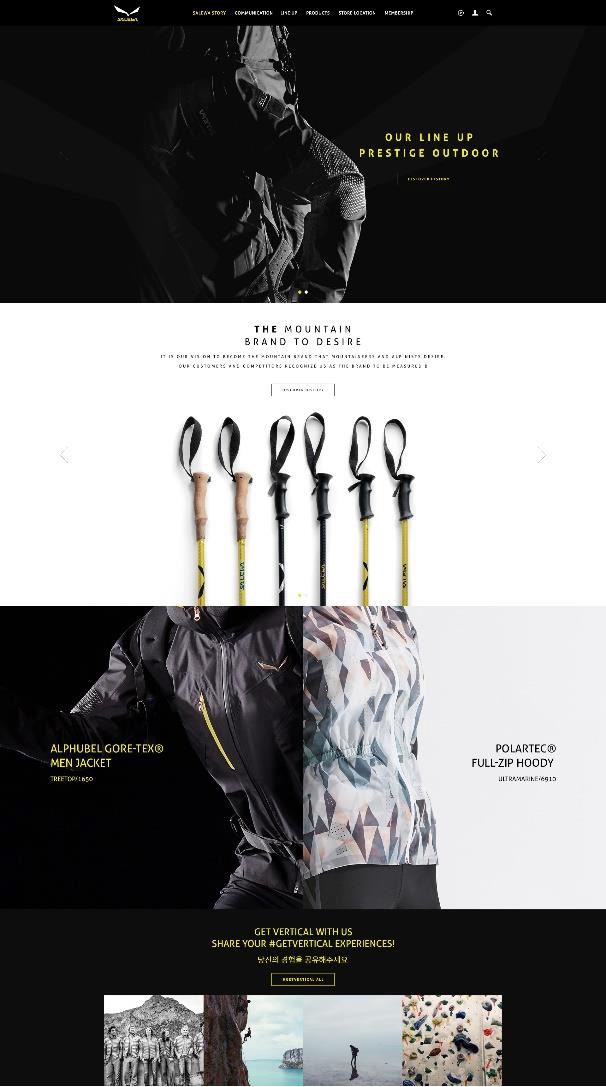 SALEWA
SALEWA STORY
COMMUNICATION
LINE UP
PRODUCTS
STORE LOCATION
MEMBERSHIP
OUR LINE UP
PRESTIGE OUTDOOR
THE MOUNTAIN
BRAND TO DESIRE
IT IS OUR VISION TO BECOME THE MOUNTAIN BRAND THAT MOUNTAINEERS AND ALPINISTS DESIRE.
OUR CUSTOMERS AND COMPETITORS RECOGNIZE US AS THE BRAND TO BE MEASURED B
SALEWA
SALEWA
SALEWA
ALPHUBEL GORE-TEX®
MEN JACKET
TREETOP/1650
POLARTEC®
FULL-ZIP HOODY
ULTRAMARINE/6910
GET VERTICAL WITH US
SHARE YOUR #GETVERTICAL EXPERIENCES!
당신의 경험을 공유해주세요
#GETVERTICAL ALL